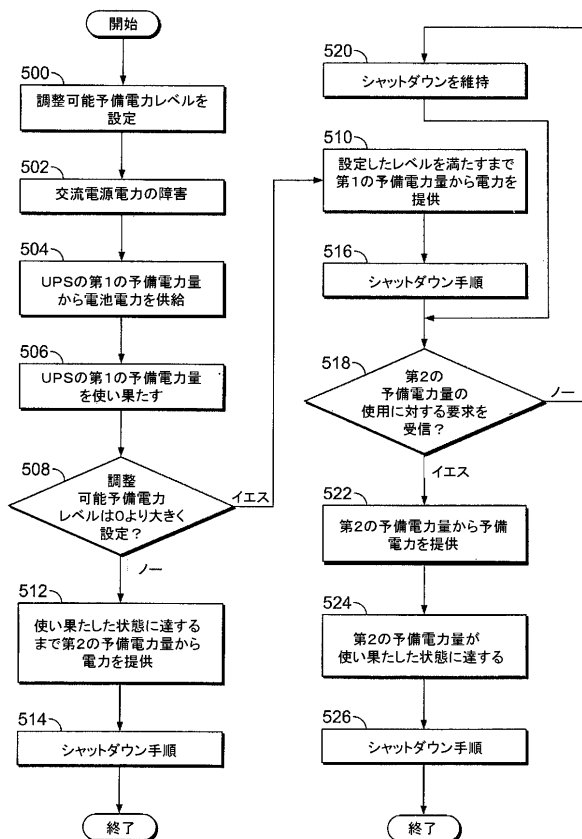 開始
500
調整可能予備電力レベルを
設定
502
交流電源電力の障害
504
UPSの第1の予備電力量
から電池電力を供給
506
UPSの第1の予備電力量
を使い果たす
508
調整
可能予備電力
レベルは0より大きく
設定?
イエス
ノー
512
使い果たした状態に達する
まで第2の予備電力量から
電力を提供
514
シャットダウン手順
終了
520
シャットダウンを維持
510
設定したレベルを満たすまで
第1の予備電力量から電力を
提供
516
シャットダウン手順
518
第2の
予備電力量の
使用に対する要求を
受信?
ノー
イエス
522
第2の予備電力量から予備
電力を提供
524
第2の予備電力量が
使い果たした状態に達する
526
シャットダウン手順
終了